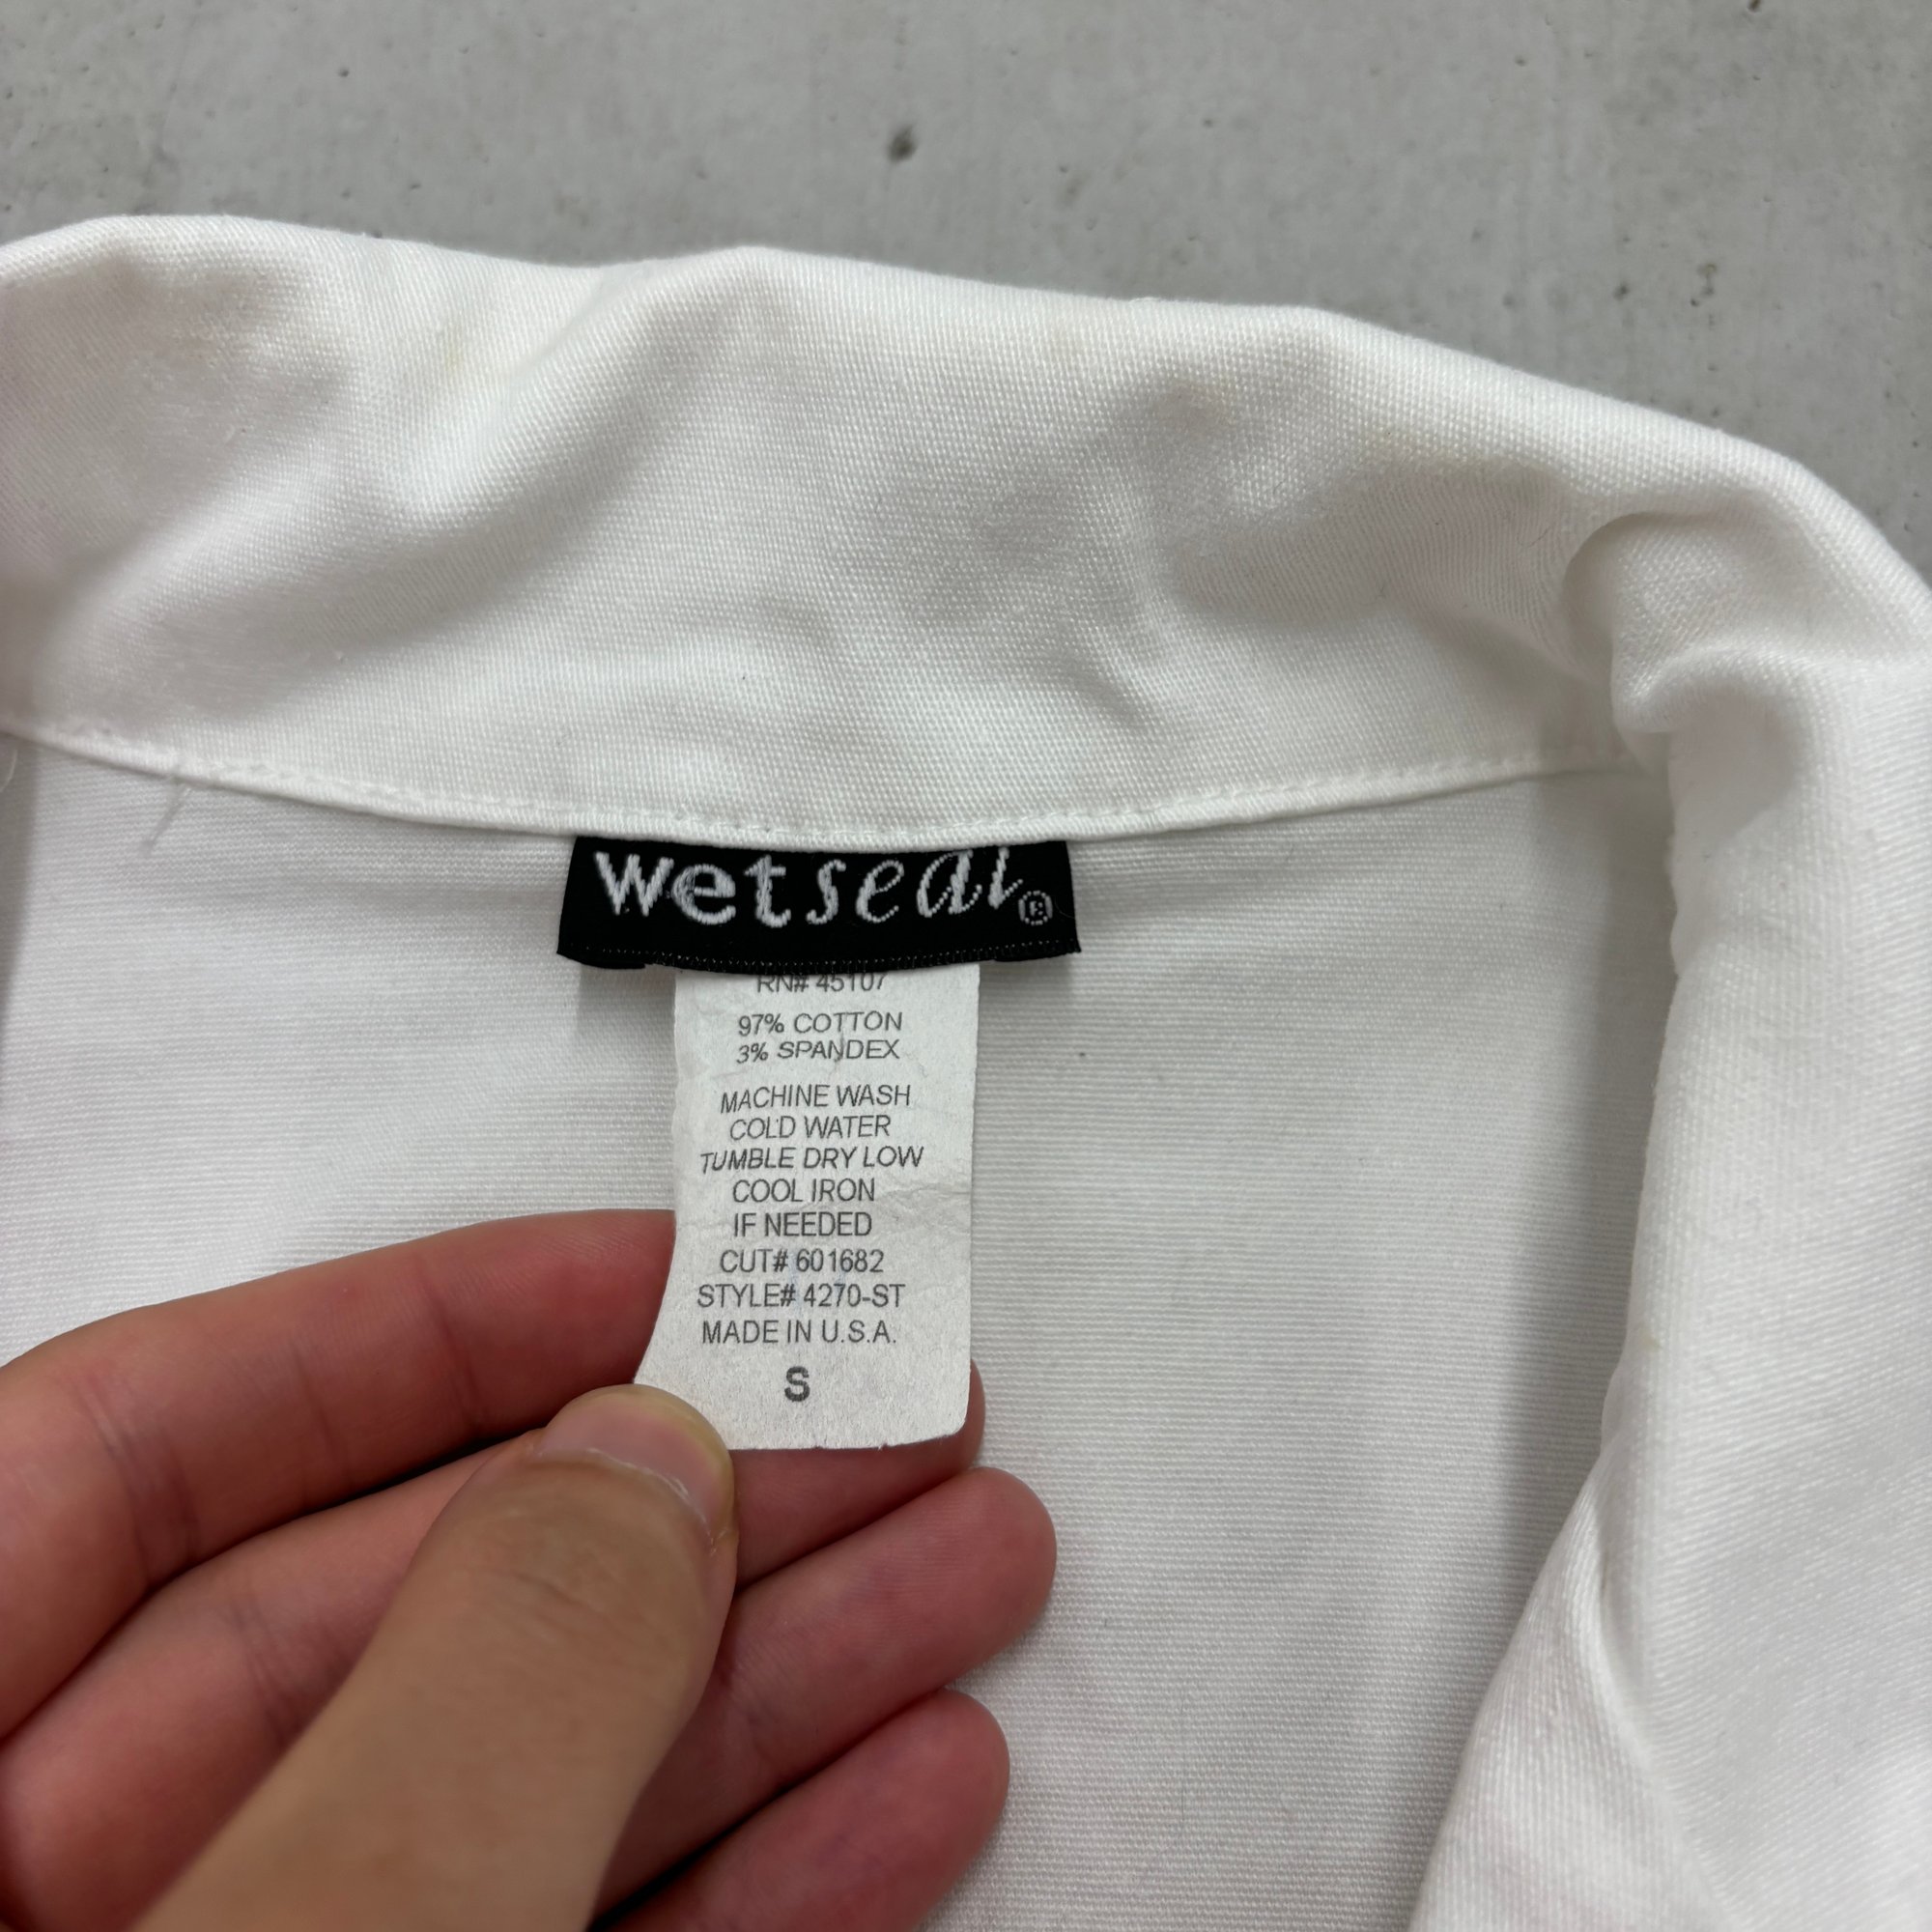 wetseal®
RN# 45107
97% COTTON
3% SPANDEX
MACHINE WASH
COLD WATER
TUMBLE DRY LOW
COOL IRON
IF NEEDED
CUT# 601682
STYLE# 4270-ST
MADE IN U.S.A.
S